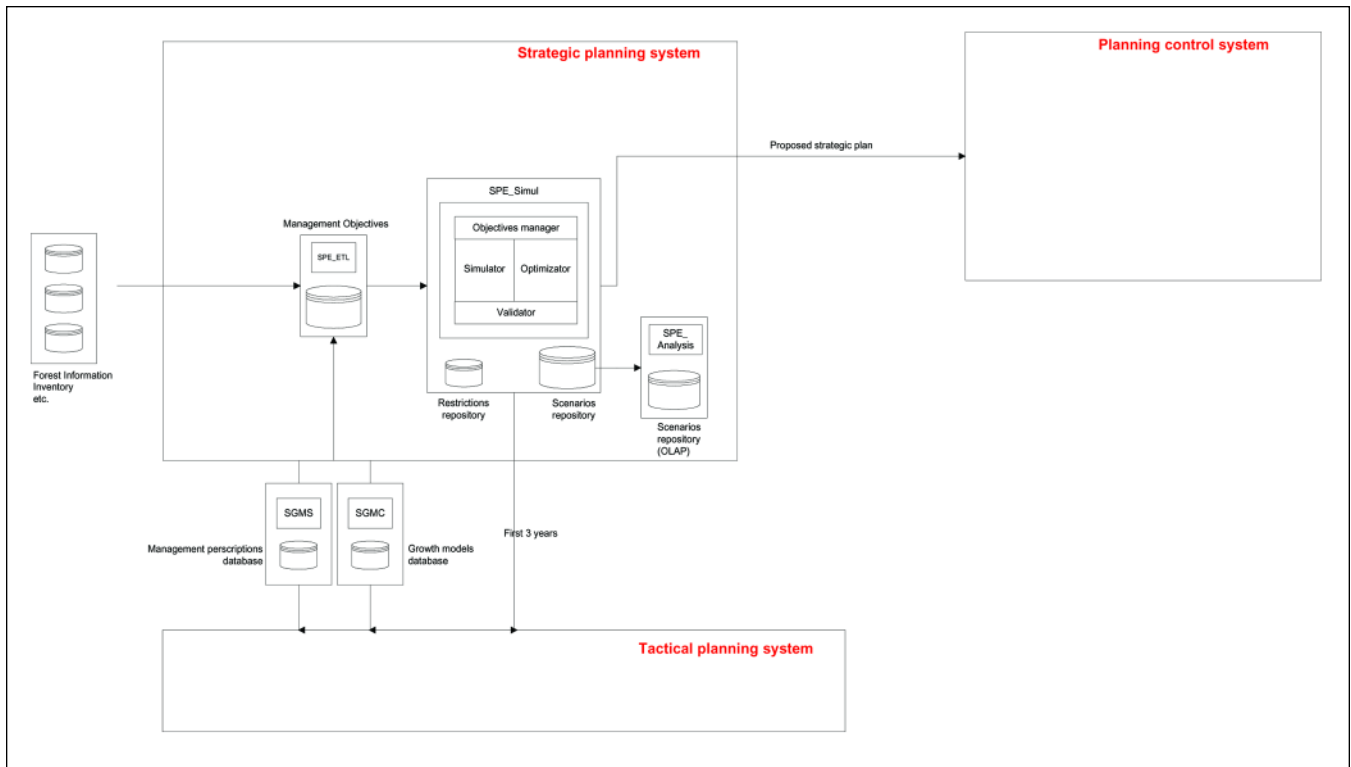 Strategic planning system
Planning control system
Proposed strategic plan
SPE_Simul
Management Objectives
Objectives manager
SPE_ETL
Simulator
Optimizator
Validator
SPE_
Analysis
Forest Information
Inventory
etc.
Restrictions
repository
Scenarios
repository
Scenarios
repository
(OLAP)
SGMS
SGMC
First 3 years
Management perscriptions
database
Growth models
database
Tactical planning system